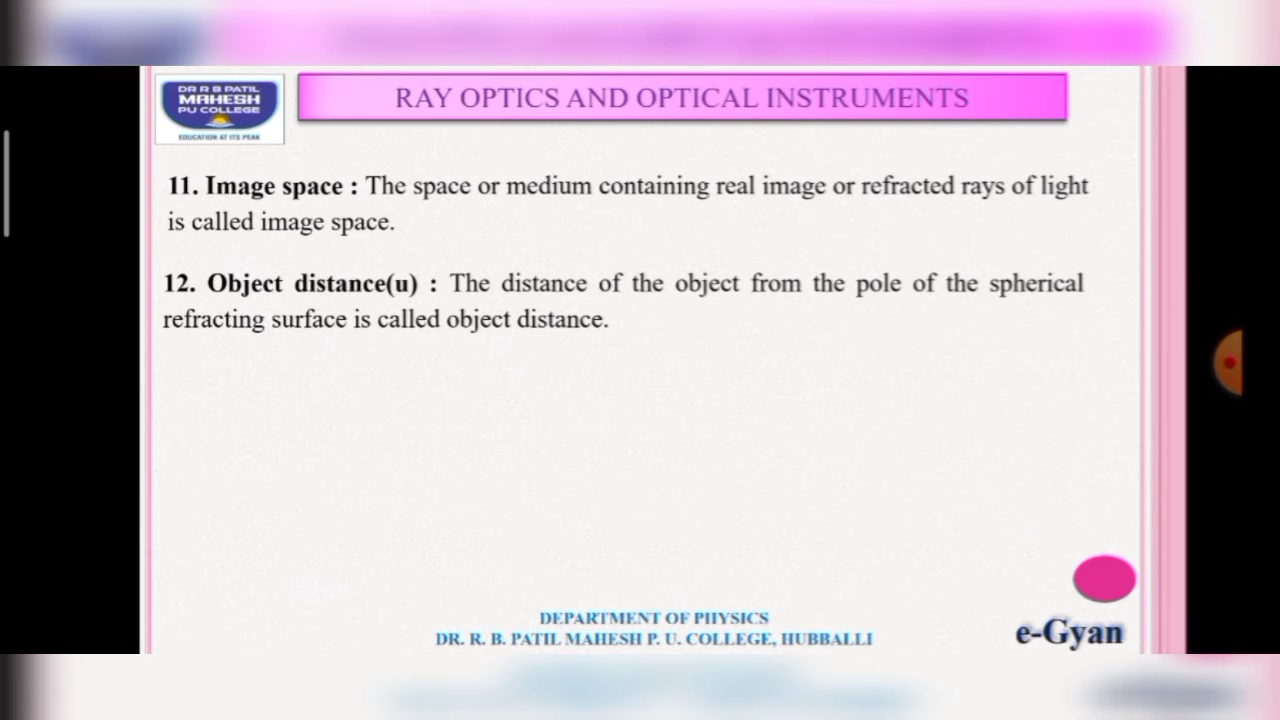 DR R B PATIL
MAHESH
PU COLLEGE
EDUCATION AT ITS PEAK
RAY OPTICS AND OPTICAL INSTRUMENTS
11. Image space : The space or medium containing real image or refracted rays of light
is called image space.
12. Object distance(u) : The distance of the object from the pole of the spherical
refracting surface is called object distance.
DEPARTMENT OF PHYSICS
DR. R. B. PATIL MAHESH P. U. COLLEGE, HUBBALLI
e-Gyan